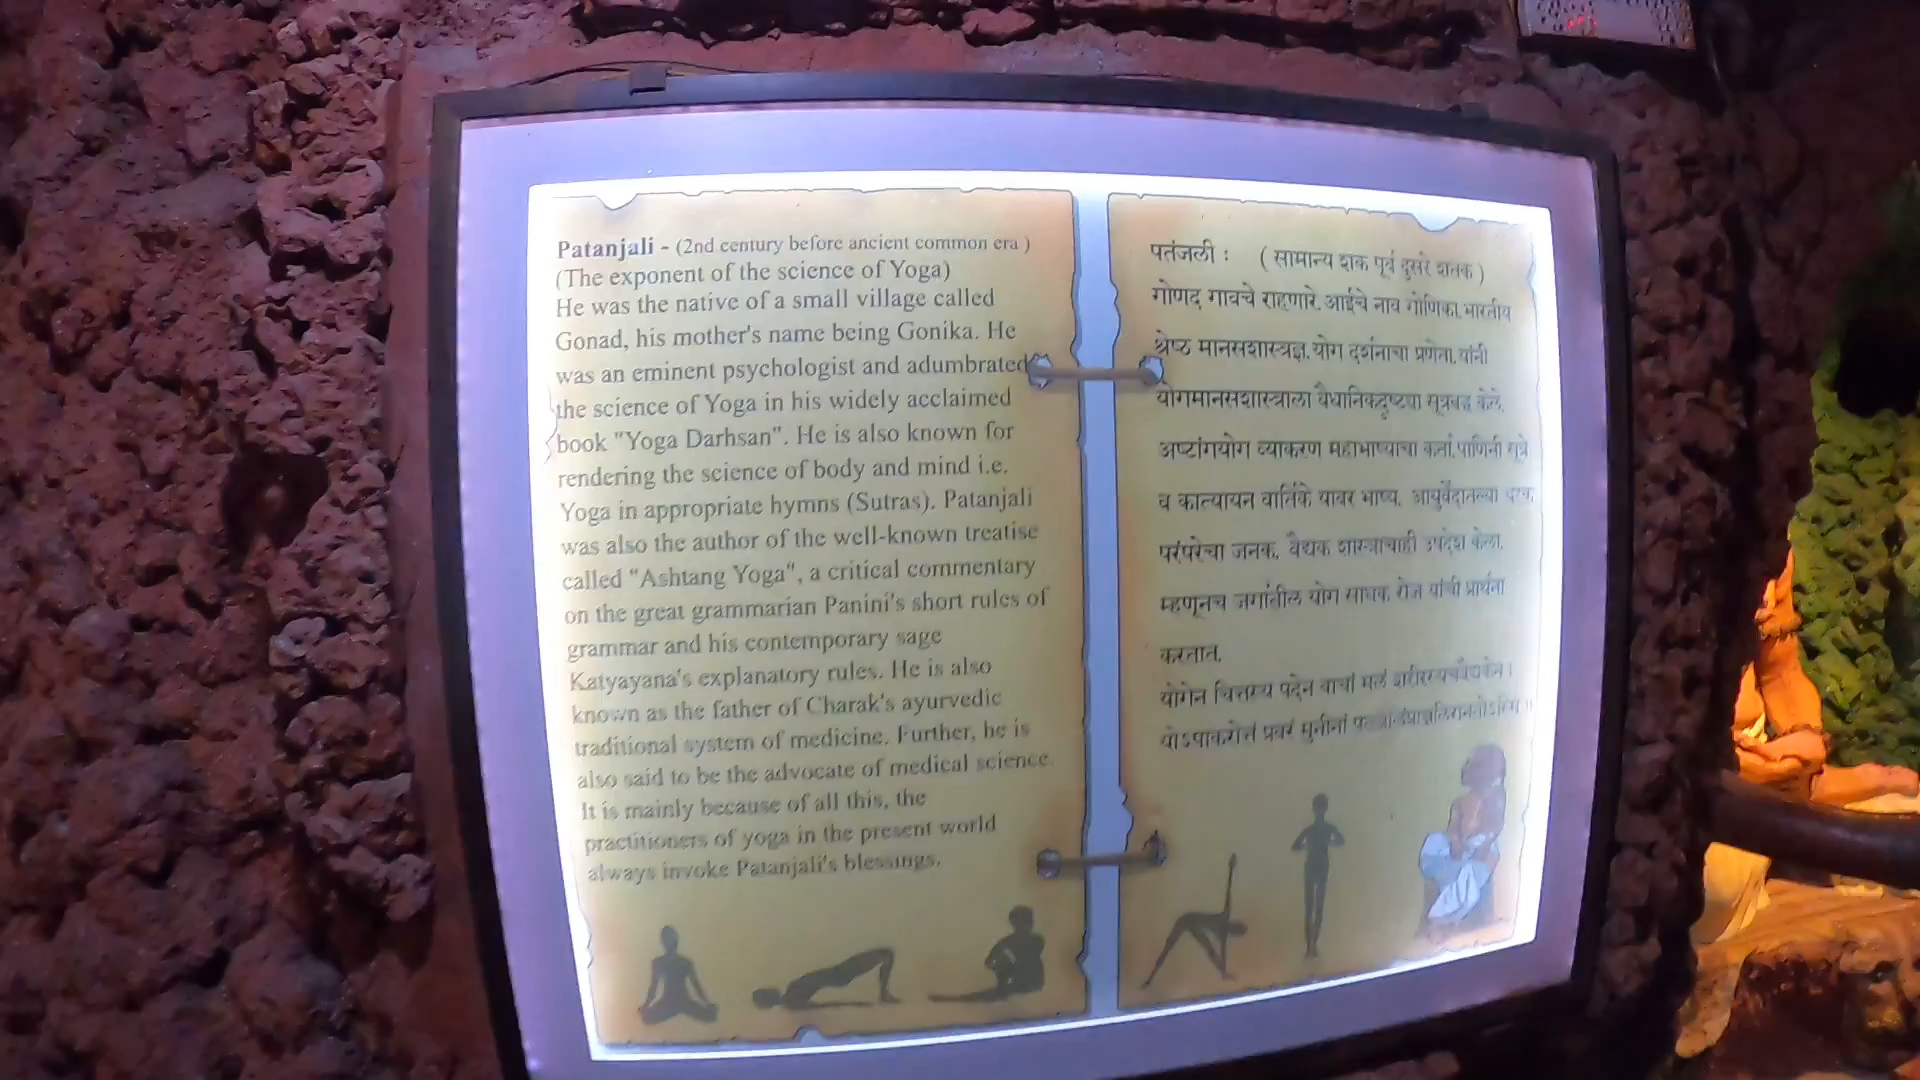 Patanjali - (2nd century before ancient common era )
(The exponent of the science of Yoga)
He was the native of a small village called
Gonad, his mother's name being Gonika. He
was an eminent psychologist and adumbrated
the science of Yoga in his widely acclaimed
book "Yoga Darhsan". He is also known for
rendering the science of body and mind i.e.
Yoga in appropriate hymns (Sutras). Patanjali
was also the author of the well-known treatise
called "Ashtang Yoga", a critical commentary
on the great grammarian Panini's short rules of
grammar and his contemporary sage
Katyayana's explanatory rules. He is also
known as the father of Charak's ayurvedic
traditional system of medicine. Further, he is
also said to be the advocate of medical science.
It is mainly because of all this, the
practitioners of yoga in the present world
always invoke Patanjali's blessings.
पतंजली : ( सामान्य शक पूर्व दुसरे शतक )
गोणद गावचे राहणारे. आईचे नाव गोणिका. भारतीय
श्रेष्ठ मानसशास्त्रज्ञ. योग दर्शनाचा प्रणेता. यांनी
योगमानसशास्त्राला वैधानिकदृष्ट्या सूत्रबद्ध केले.
अष्टांगयोग व्याकरण महाभाष्याचा कर्ता. पाणिनी सूत्रे
व कात्यायन वार्तिके यावर भाष्य. आयुर्वेदातल्या चरक
परंपरेचा जनक. वैद्यक शास्त्राचाही उपदेश केला.
म्हणूनच जगांतील योग साधक रोज यांची प्रार्थना
करतात.
योगेन चित्तस्य पदेन वाचां मलं
योऽपाकरोत्तं प्रवरं मुनीनां